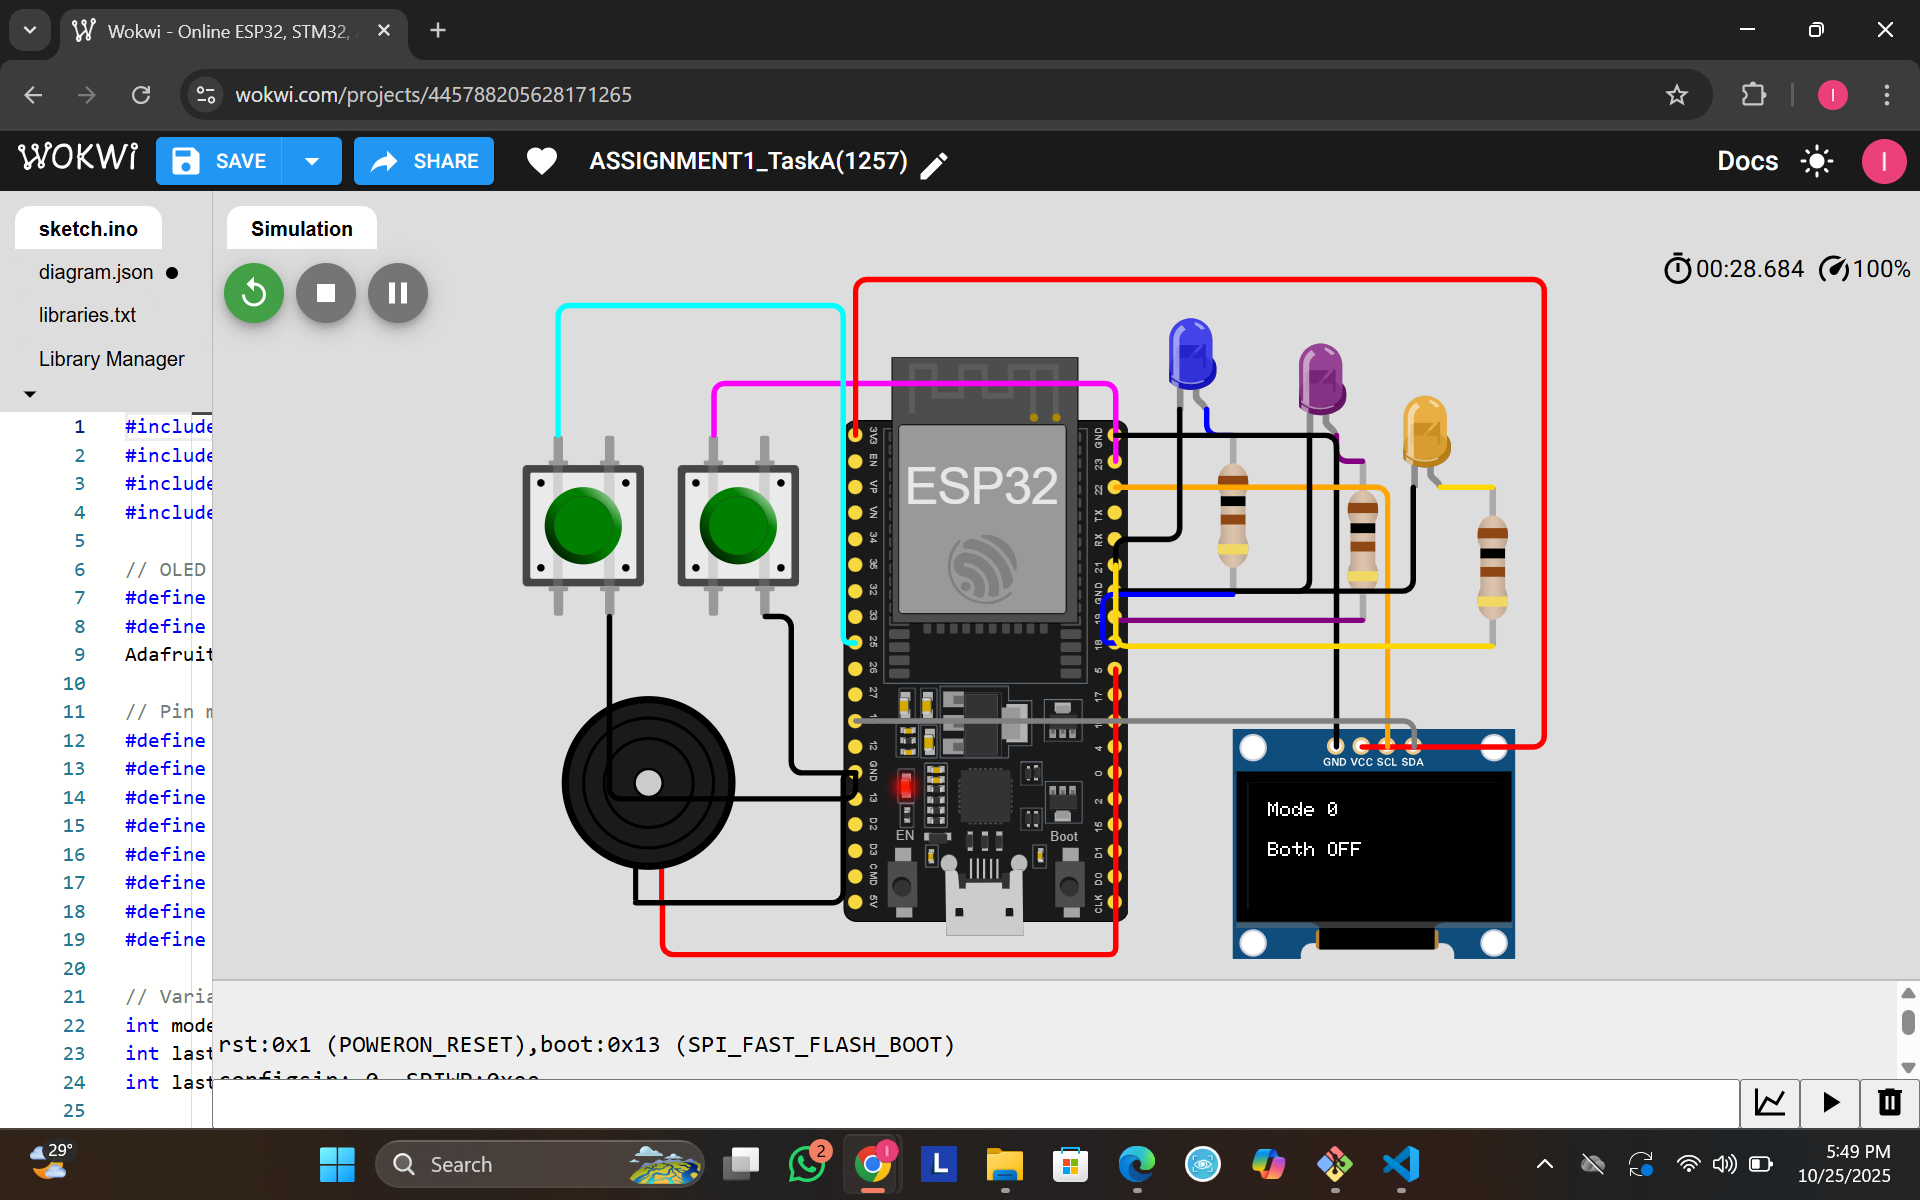 Wokwi - Online ESP32, STM32,
wokwi.com/projects/445788205628171265
I
WOKWi
SAVE
SHARE
ASSIGNMENT1_TaskA(1257)
Docs
I
sketch.ino
Simulation
diagram.json
libraries.txt
Library Manager
00:28.684
100%
1 #include
2 #include
3 #include
4 #include
5
6 // OLED
7 #define
8 #define
9 Adafruit
10
11 // Pin
12 #define
13 #define
14 #define
15 #define
16 #define
17 #define
18 #define
19 #define
20
21 // Varia
22 int mode
23 int last
24 int last
25
ESP32
3V3
EN
VP
VN
34
35
32
33
25
26
27
12
GND
13
D2
D3
CMD
5V
GND
23
22
TX
RX
21
GND
19
18
5
17
4
0
2
15
D1
D0
CLK
EN
Boot
GND VCC SCL SDA
Mode 0
Both OFF
rst:0x1 (POWERON_RESET),boot:0x13 (SPI_FAST_FLASH_BOOT)
configsip: 0, SPIWP:0xee
29°
Search
2
I
L
5:49 PM
10/25/2025